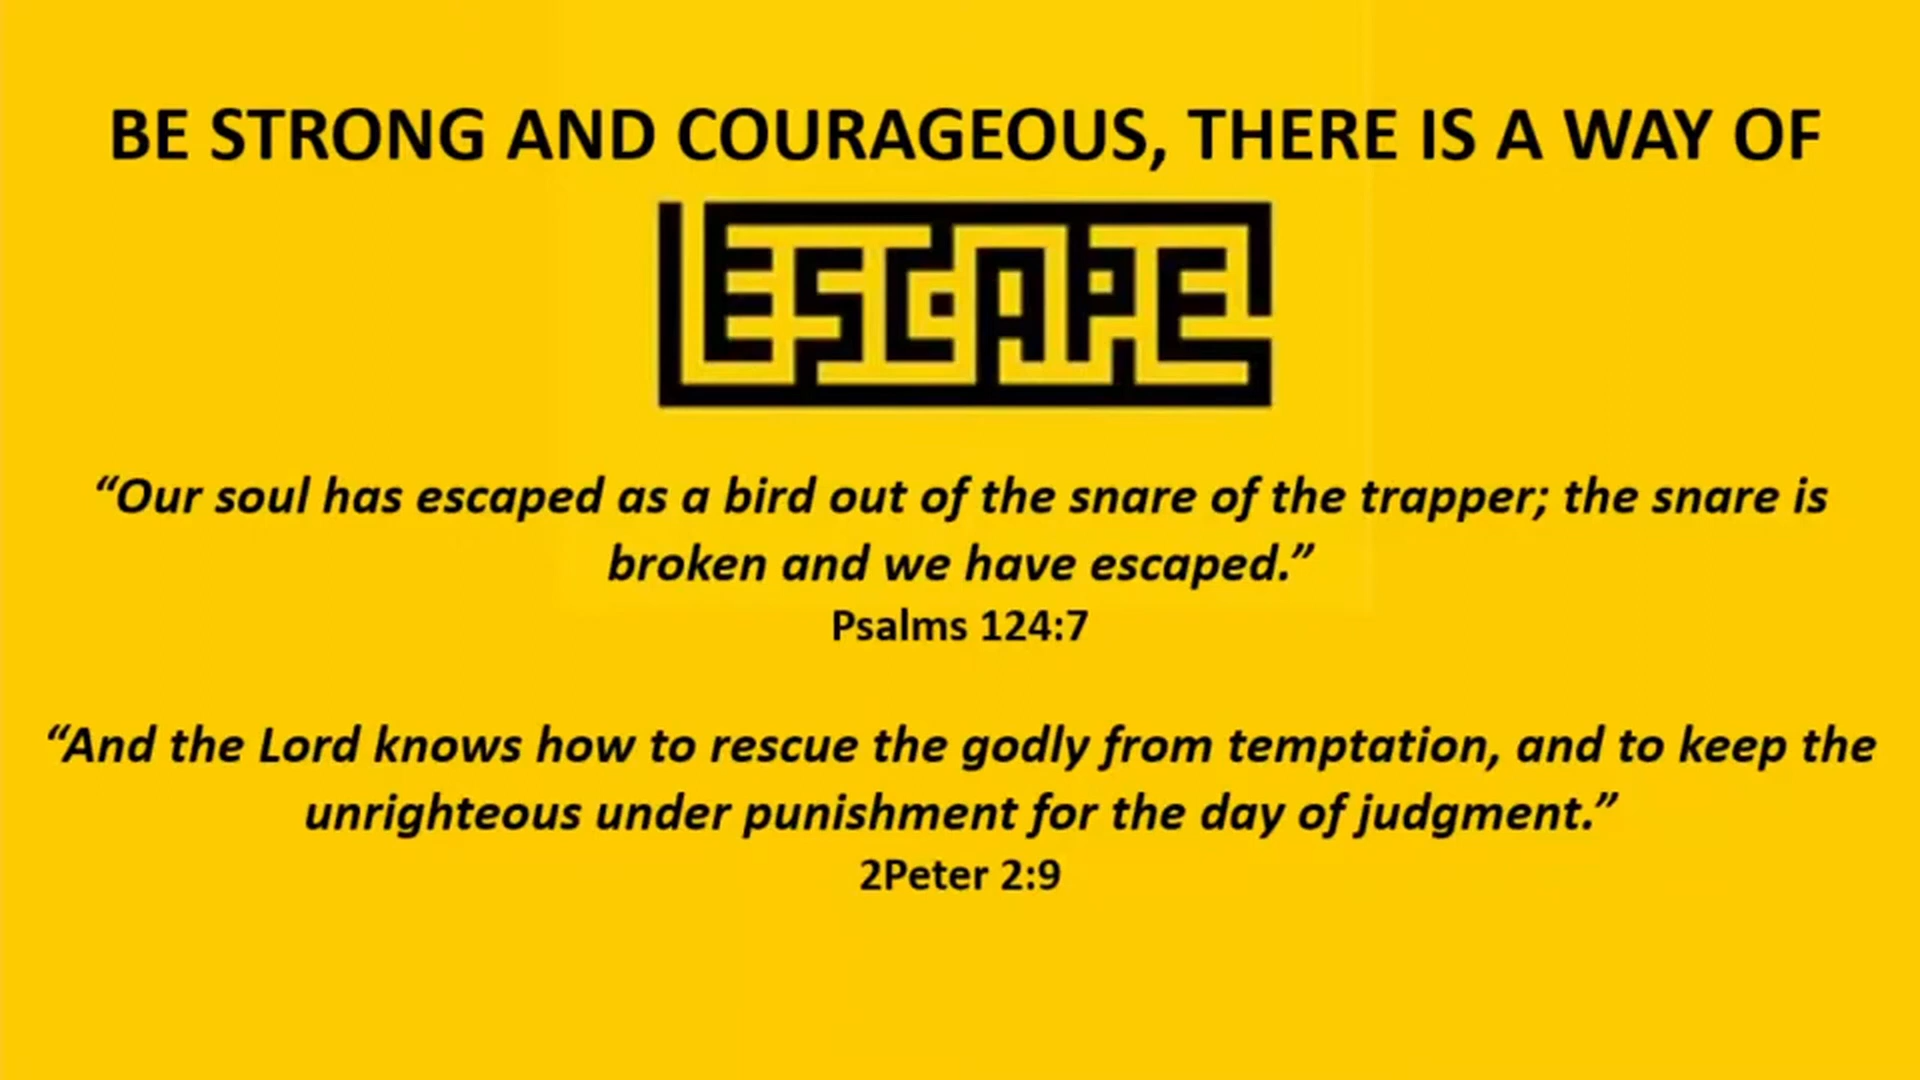 BE STRONG AND COURAGEOUS, THERE IS A WAY OF
ESCAPE
“Our soul has escaped as a bird out of the snare of the trapper; the snare is
broken and we have escaped.”
Psalms 124:7
“And the Lord knows how to rescue the godly from temptation, and to keep the
unrighteous under punishment for the day of judgment.”
2Peter 2:9